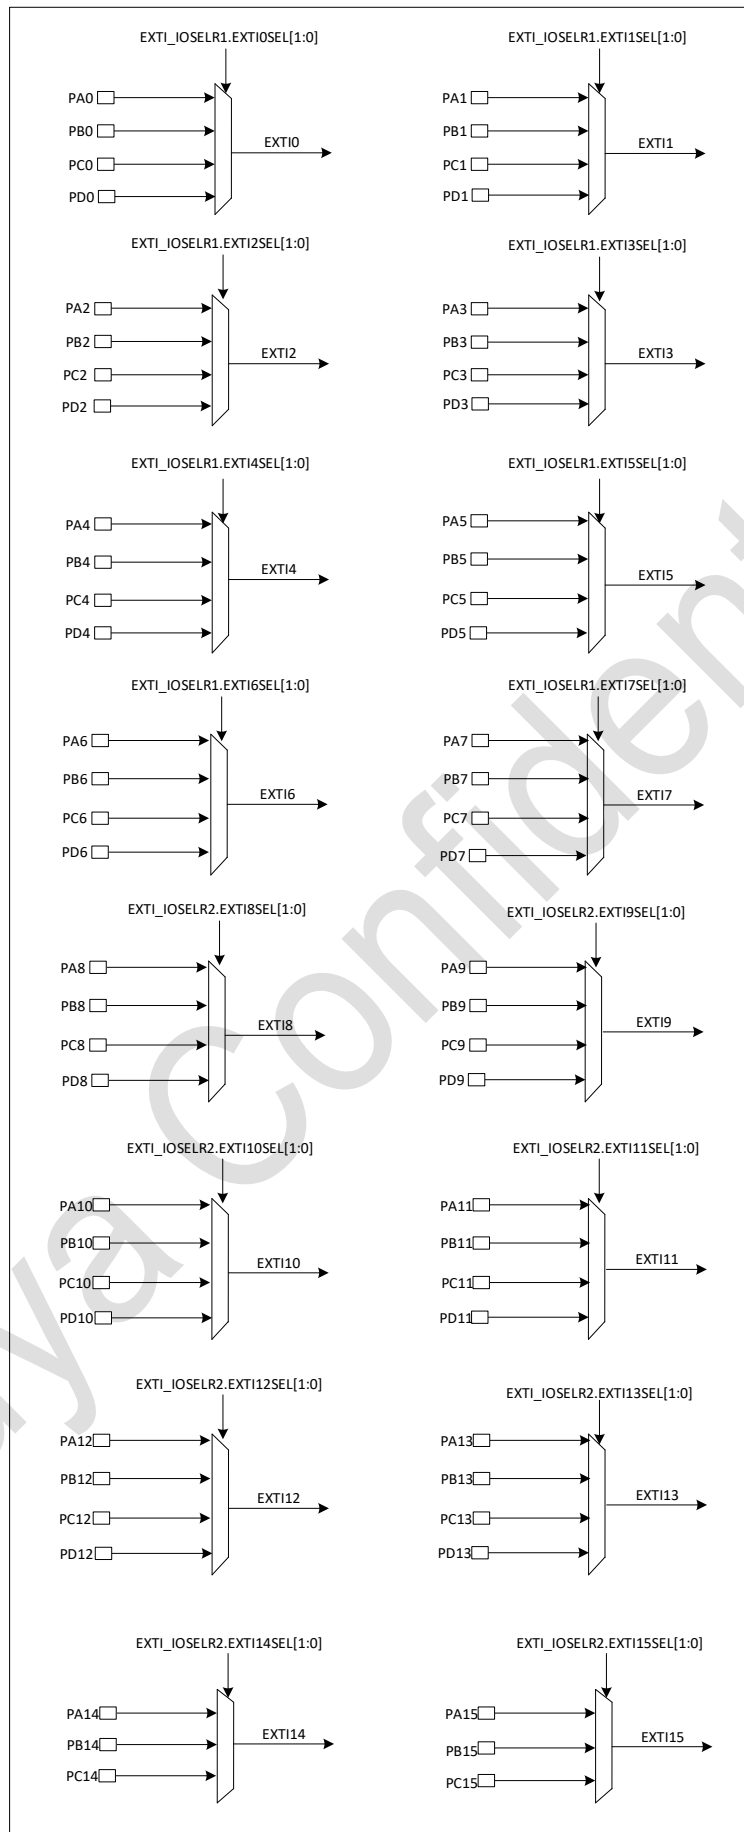 EXTI_IOSELR1.EXTI0SEL[1:0]
PA0
PB0
PC0
PD0
EXTI0
EXTI_IOSELR1.EXTI1SEL[1:0]
PA1
PB1
PC1
PD1
EXTI1
EXTI_IOSELR1.EXTI2SEL[1:0]
PA2
PB2
PC2
PD2
EXTI2
EXTI_IOSELR1.EXTI3SEL[1:0]
PA3
PB3
PC3
PD3
EXTI3
EXTI_IOSELR1.EXTI4SEL[1:0]
PA4
PB4
PC4
PD4
EXTI4
EXTI_IOSELR1.EXTI5SEL[1:0]
PA5
PB5
PC5
PD5
EXTI5
EXTI_IOSELR1.EXTI6SEL[1:0]
PA6
PB6
PC6
PD6
EXTI6
EXTI_IOSELR1.EXTI7SEL[1:0]
PA7
PB7
PC7
PD7
EXTI7
EXTI_IOSELR2.EXTI8SEL[1:0]
PA8
PB8
PC8
PD8
EXTI8
EXTI_IOSELR2.EXTI9SEL[1:0]
PA9
PB9
PC9
PD9
EXTI9
EXTI_IOSELR2.EXTI10SEL[1:0]
PA10
PB10
PC10
PD10
EXTI10
EXTI_IOSELR2.EXTI11SEL[1:0]
PA11
PB11
PC11
PD11
EXTI11
EXTI_IOSELR2.EXTI12SEL[1:0]
PA12
PB12
PC12
PD12
EXTI12
EXTI_IOSELR2.EXTI13SEL[1:0]
PA13
PB13
PC13
PD13
EXTI13
EXTI_IOSELR2.EXTI14SEL[1:0]
PA14
PB14
PC14
EXTI14
EXTI_IOSELR2.EXTI15SEL[1:0]
PA15
PB15
PC15
EXTI15